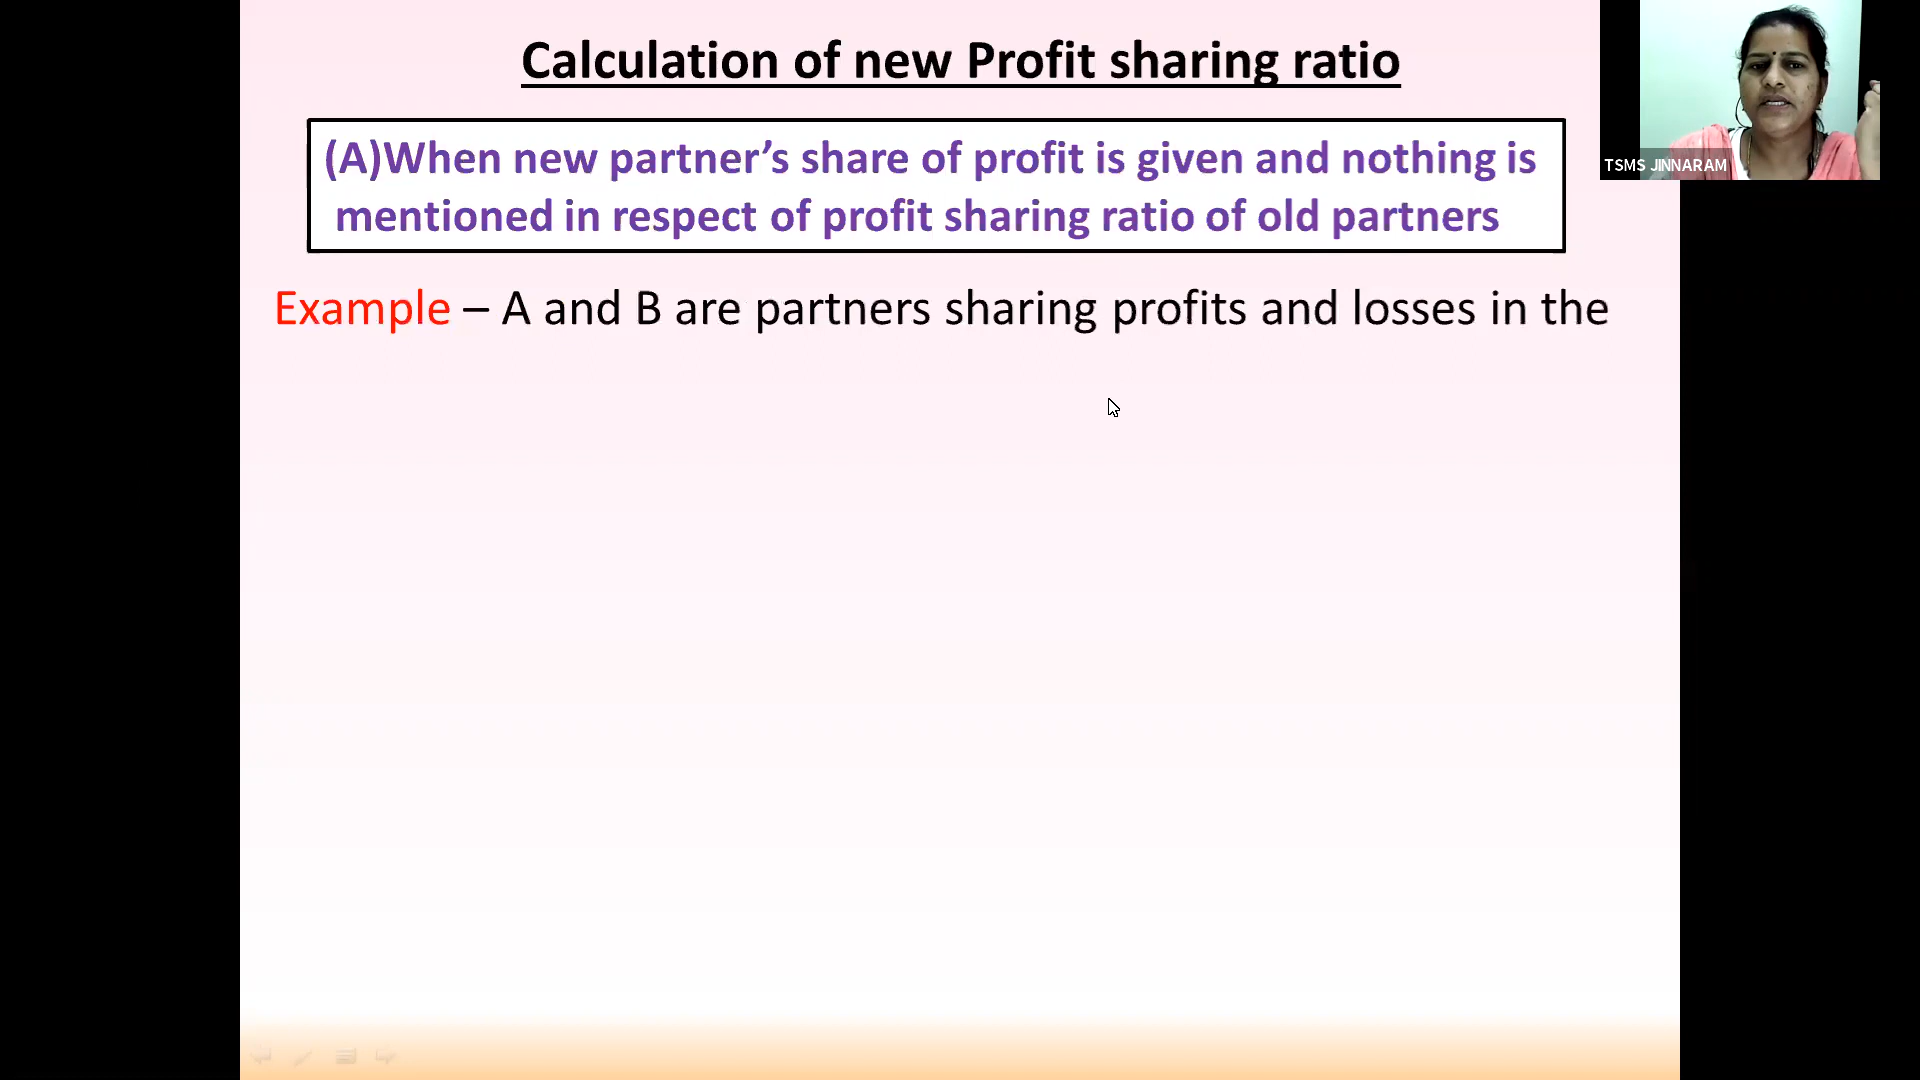 Calculation of new Profit sharing ratio
(A)When new partner’s share of profit is given and nothing is
mentioned in respect of profit sharing ratio of old partners
Example – A and B are partners sharing profits and losses in the
TSMS JINNARAM